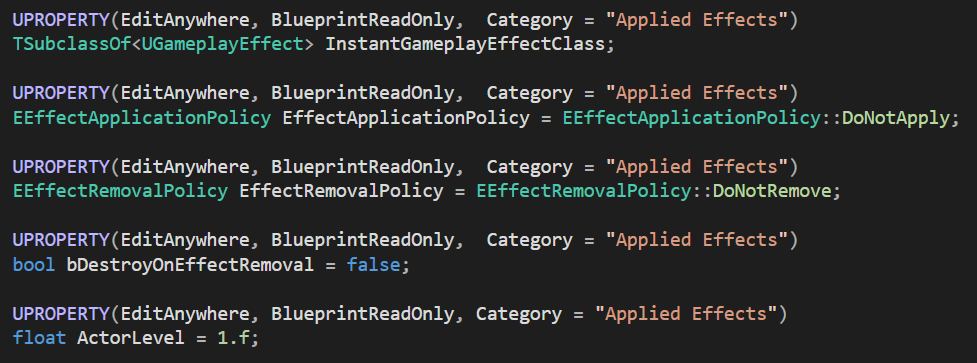 UPROPERTY(EditAnywhere, BlueprintReadOnly,  Category = "Applied Effects")
TSubclassOf<UGameplayEffect> InstantGameplayEffectClass;
UPROPERTY(EditAnywhere, BlueprintReadOnly,  Category = "Applied Effects")
EEffectApplicationPolicy EffectApplicationPolicy = EEffectApplicationPolicy::DoNotApply;
UPROPERTY(EditAnywhere, BlueprintReadOnly,  Category = "Applied Effects")
EEffectRemovalPolicy EffectRemovalPolicy = EEffectRemovalPolicy::DoNotRemove;
UPROPERTY(EditAnywhere, BlueprintReadOnly,  Category = "Applied Effects")
bool bDestroyOnEffectRemoval = false;
UPROPERTY(EditAnywhere, BlueprintReadOnly, Category = "Applied Effects")
float ActorLevel = 1.f;